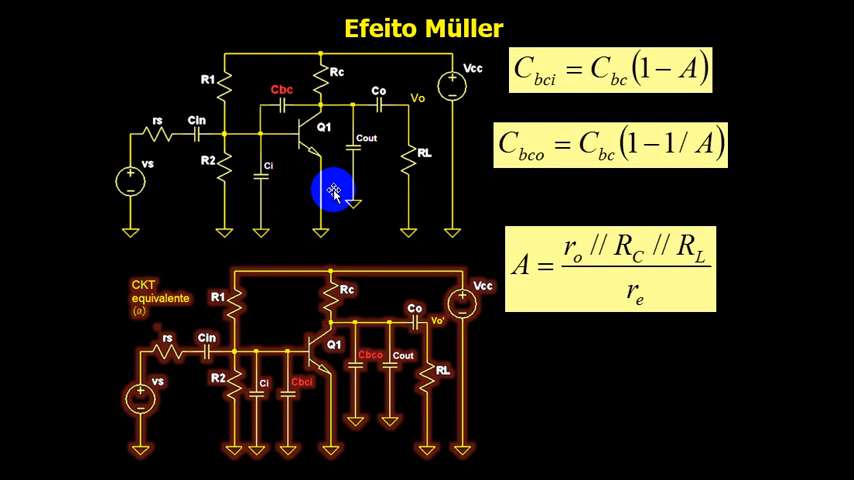 Efeito Müller
R1
Rc
Vcc
Cbc
Co
Vo
rs
Cin
Q1
Cout
RL
R2
Ci
vs
C_bci = C_bc (1 − A)
C_bco = C_bc (1 − 1 / A)
A = r_o // R_C // R_L / r_e
CKT
equivalente
(a)
R1
Rc
Vcc
Co
Vo'
rs
Cin
Q1
Cbco
Cout
RL
R2
Ci
Cbci
vs